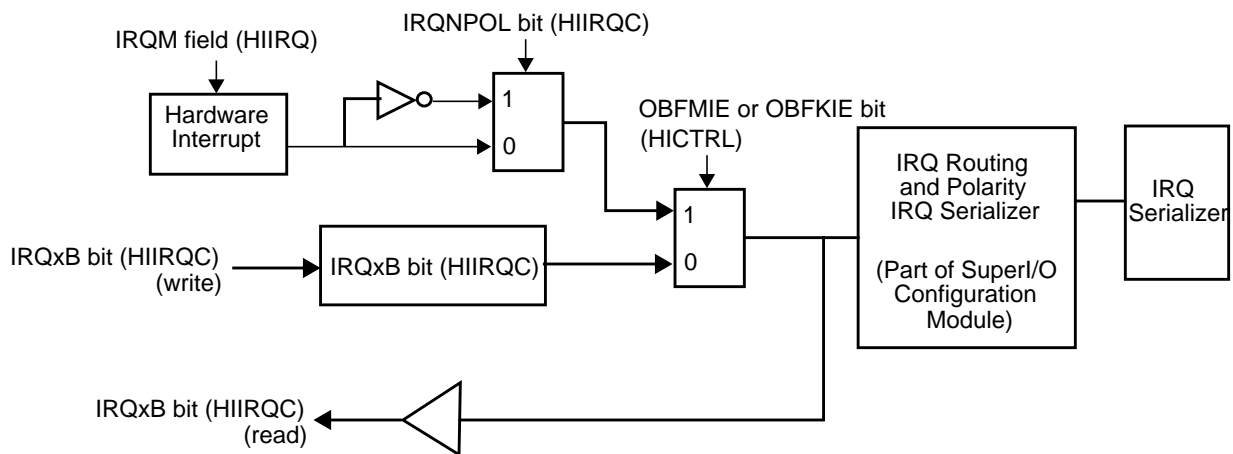 IRQNPOL bit (HIIRQC)
IRQM field (HIIRQ)
Hardware
Interrupt
1
0
OBFMIE or OBFKIE bit
(HICTRL)
1
0
IRQ Routing
and Polarity
IRQ Serializer
(Part of SuperI/O
Configuration
Module)
IRQ
Serializer
IRQxB bit (HIIRQC)
(write)
IRQxB bit (HIIRQC)
IRQxB bit (HIIRQC)
(read)